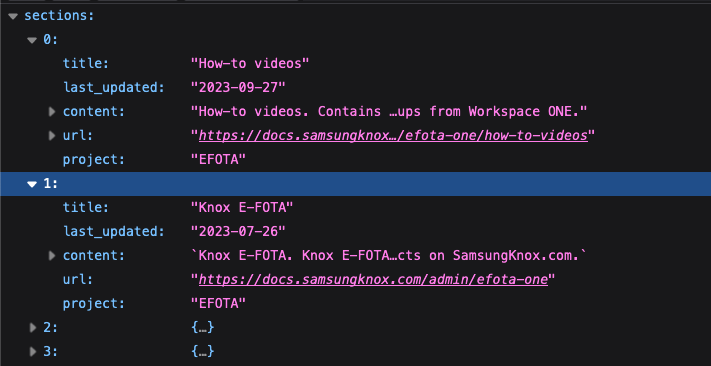 sections:
0:
title: "How-to videos"
last_updated: "2023-09-27"
content: "How-to videos. Contains …ups from Workspace ONE."
url: "https://docs.samsungknox…/efota-one/how-to-videos"
project: "EFOTA"
1:
title: "Knox E-FOTA"
last_updated: "2023-07-26"
content: `Knox E-FOTA. Knox E-FOTA…cts on SamsungKnox.com.`
url: "https://docs.samsungknox.com/admin/efota-one"
project: "EFOTA"
2: {…}
3: {…}